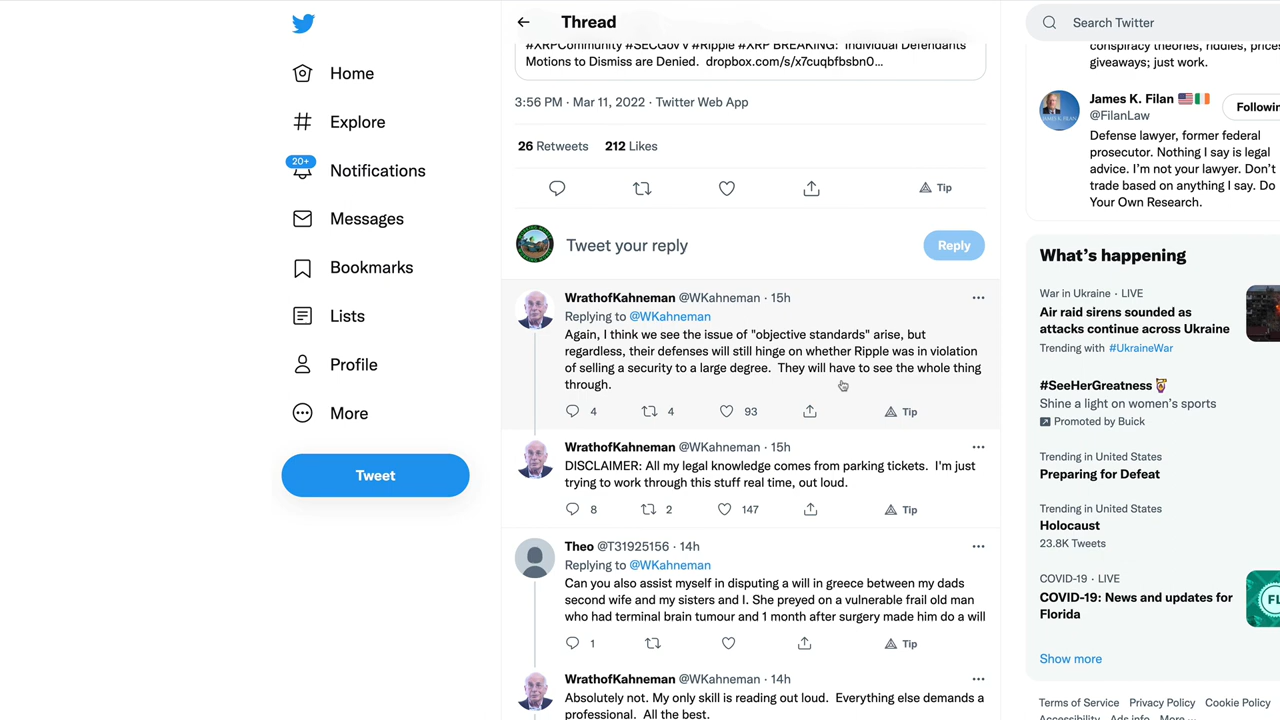 Home
Explore
20+
Notifications
Messages
Bookmarks
Lists
Profile
More
Tweet
Thread
#XRPCommunity #SECGov v #Ripple #XRP BREAKING: Individual Defendants
Motions to Dismiss are Denied. dropbox.com/s/x7cuqbfbsbn0...
3:56 PM · Mar 11, 2022 · Twitter Web App
26 Retweets 212 Likes
Tip
Tweet your reply
Reply
WrathofKahneman @WKahneman · 15h
Replying to @WKahneman
Again, I think we see the issue of "objective standards" arise, but
regardless, their defenses will still hinge on whether Ripple was in violation
of selling a security to a large degree. They will have to see the whole thing
through.
4 4 93 Tip
WrathofKahneman @WKahneman · 15h
DISCLAIMER: All my legal knowledge comes from parking tickets. I'm just
trying to work through this stuff real time, out loud.
8 2 147 Tip
Theo @T31925156 · 14h
Replying to @WKahneman
Can you also assist myself in disputing a will in greece between my dads
second wife and my sisters and I. She preyed on a vulnerable frail old man
who had terminal brain tumour and 1 month after surgery made him do a will
1 Tip
WrathofKahneman @WKahneman · 14h
Absolutely not. My only skill is reading out loud. Everything else demands a
professional. All the best.
Search Twitter
conspiracy theories, riddles, price
giveaways; just work.
James K. Filan
@FilanLaw
Followin
Defense lawyer, former federal
prosecutor. Nothing I say is legal
advice. I'm not your lawyer. Don't
trade based on anything I say. Do
Your Own Research.
What's happening
War in Ukraine · LIVE
Air raid sirens sounded as
attacks continue across Ukraine
Trending with #UkraineWar
#SeeHerGreatness
Shine a light on women's sports
Promoted by Buick
Trending in United States
Preparing for Defeat
Trending in United States
Holocaust
23.8K Tweets
COVID-19 · LIVE
COVID-19: News and updates for
Florida
FL
Show more
Terms of Service Privacy Policy Cookie Policy
Accessibility Ads info More ...